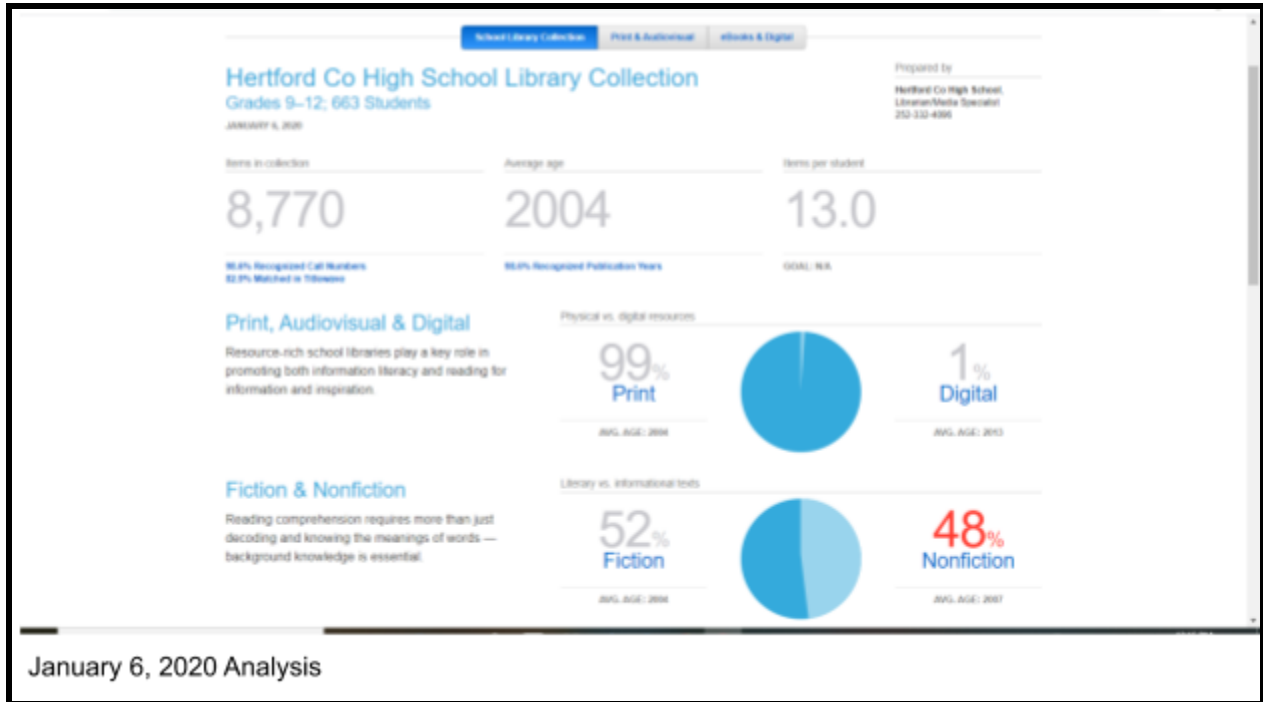 School Library Collection Print & Audiovisual eBooks & Digital
Hertford Co High School Library Collection
Grades 9–12; 663 Students
JANUARY 6, 2020
Prepared by
Hertford Co High School,
Librarian/Media Specialist
252-332-4096
Items in collection
8,770
Recognized Call Numbers
Matched in Titlewave
Average age
2004
Recognized Publication Years
Items per student
13.0
GOAL: N/A
Print, Audiovisual & Digital
Resource-rich school libraries play a key role in
promoting both information literacy and reading for
information and inspiration.
Physical vs. digital resources
99%
Print
AVG. AGE: 2004
1%
Digital
AVG. AGE: 2013
Fiction & Nonfiction
Reading comprehension requires more than just
decoding and knowing the meanings of words —
background knowledge is essential.
Literary vs. informational texts
52%
Fiction
AVG. AGE: 2004
48%
Nonfiction
AVG. AGE: 2007
January 6, 2020 Analysis